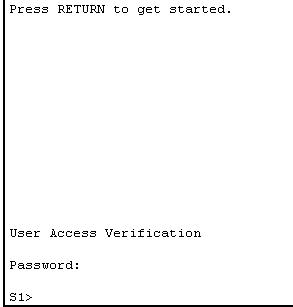 Press RETURN to get started.
User Access Verification
Password:
S1>